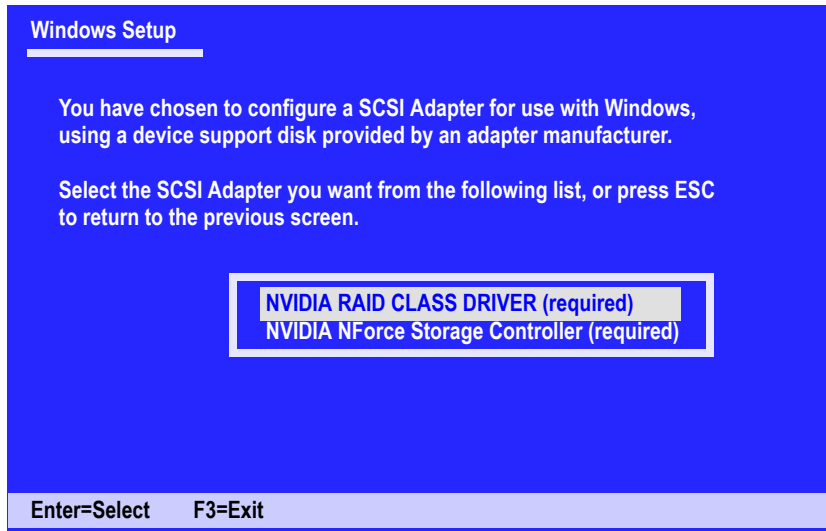 Windows Setup
You have chosen to configure a SCSI Adapter for use with Windows,
using a device support disk provided by an adapter manufacturer.
Select the SCSI Adapter you want from the following list, or press ESC
to return to the previous screen.
NVIDIA RAID CLASS DRIVER (required)
NVIDIA NForce Storage Controller (required)
Enter=Select F3=Exit